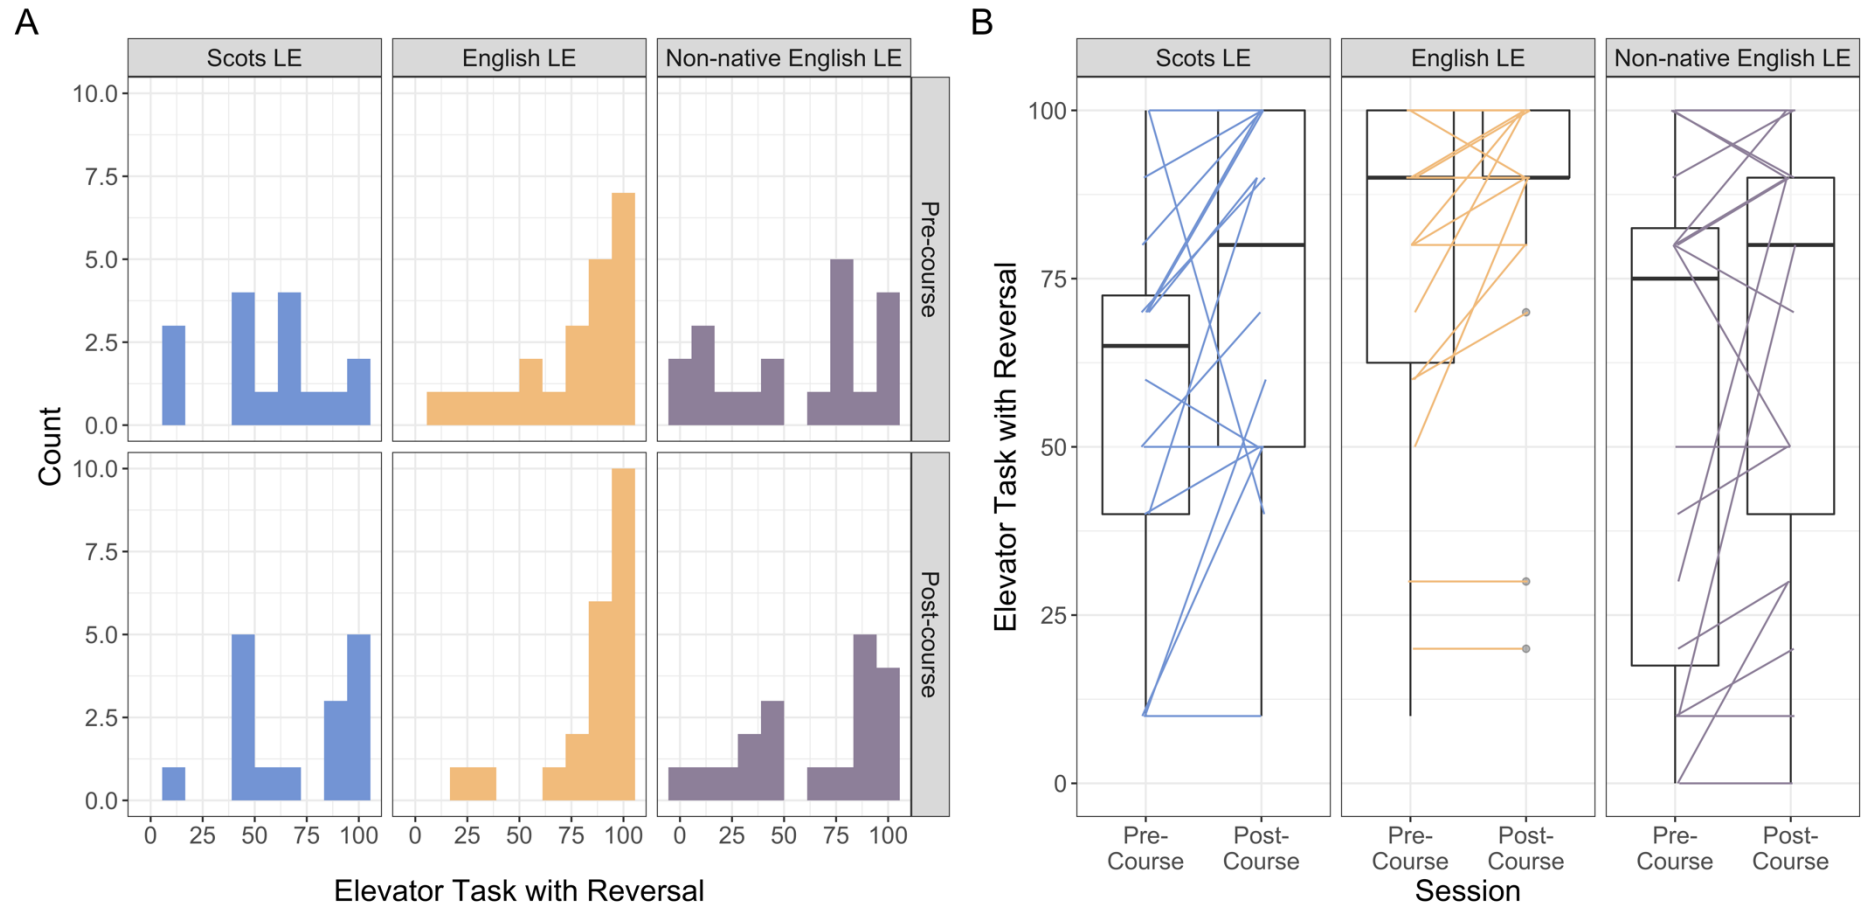 A
Scots LE
English LE
Non-native English LE
Count
10.0
7.5
5.0
2.5
0.0
Pre-course
10.0
7.5
5.0
2.5
0.0
Post-course
0 25 50 75 100
0 25 50 75 100
0 25 50 75 100
Elevator Task with Reversal
B
Scots LE
English LE
Non-native English LE
Elevator Task with Reversal
100
75
50
25
0
Pre-
Course
Post-
Course
Pre-
Course
Post-
Course
Pre-
Course
Post-
Course
Session